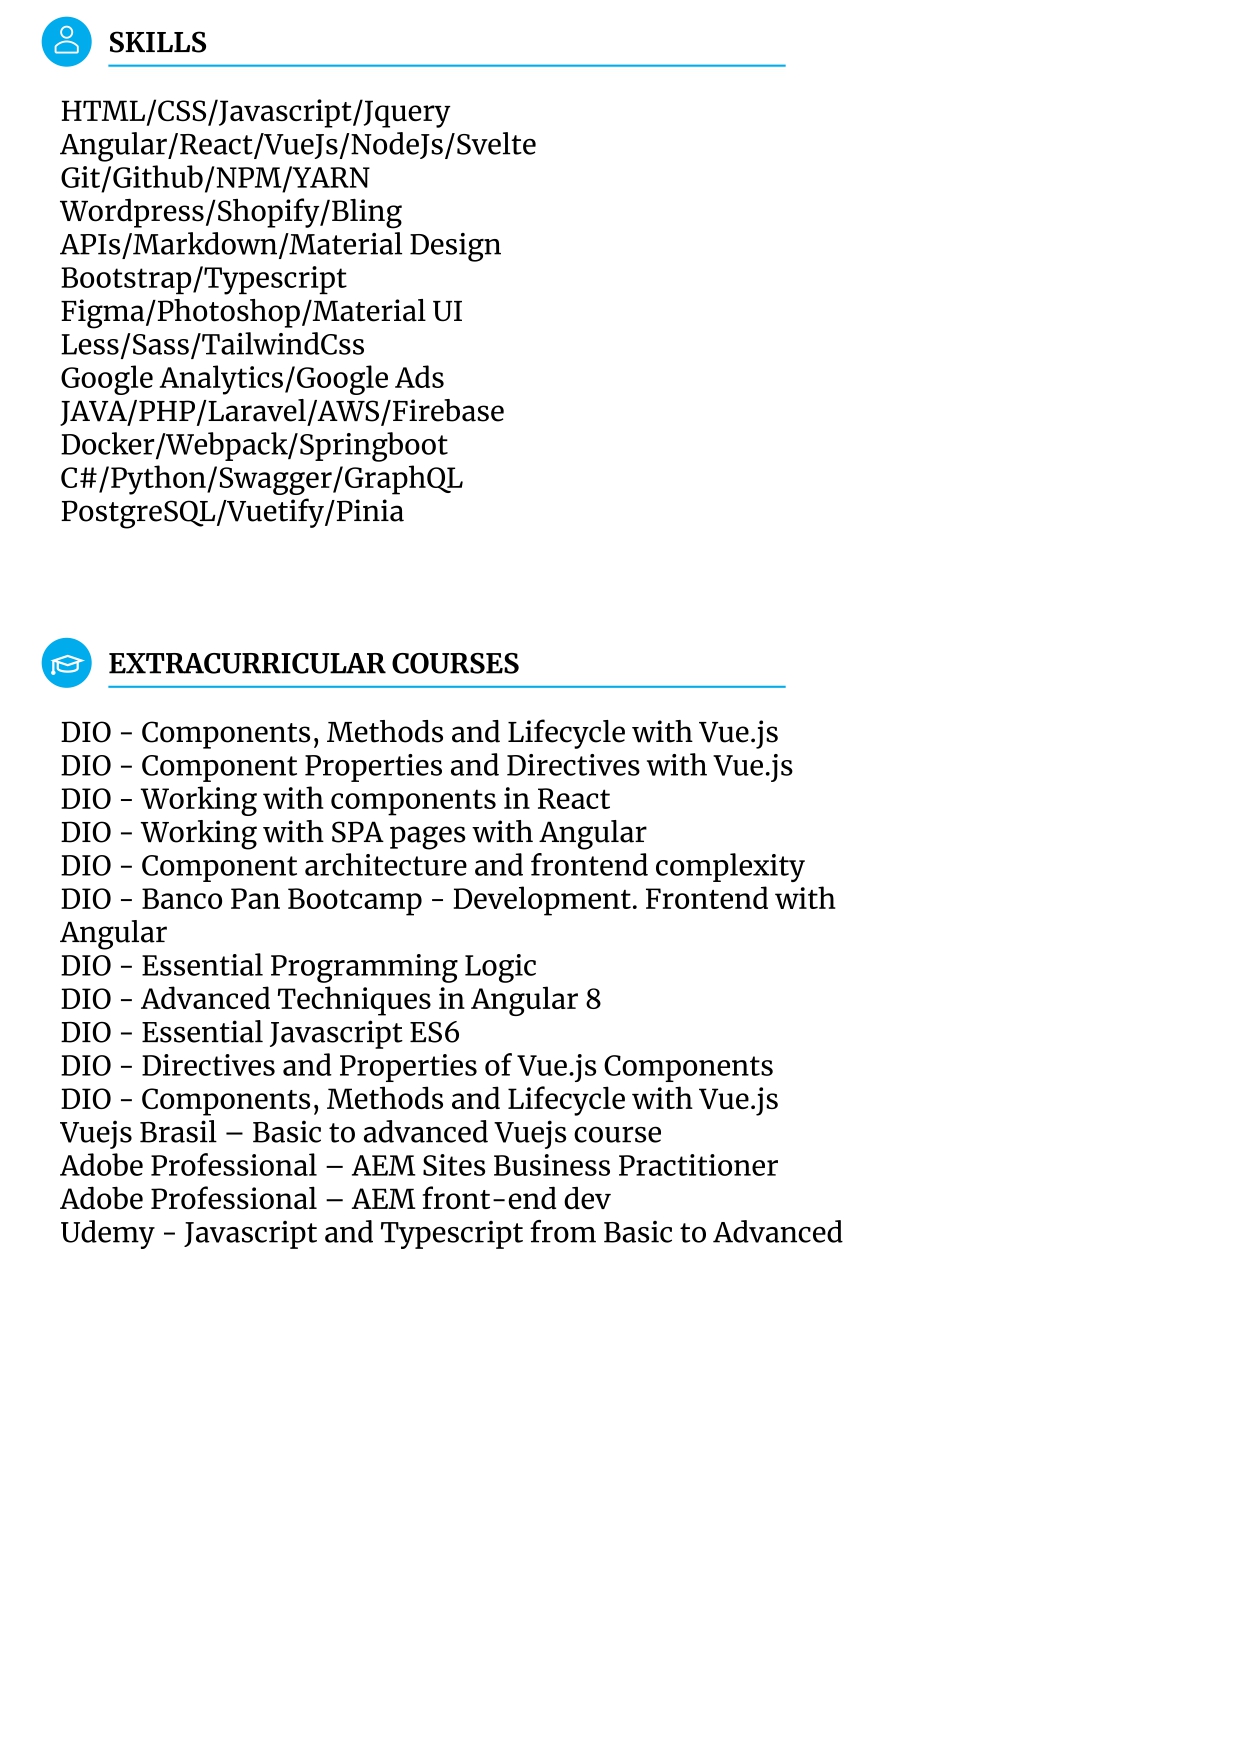 SKILLS
HTML/CSS/Javascript/Jquery
Angular/React/VueJs/NodeJs/Svelte
Git/Github/NPM/YARN
Wordpress/Shopify/Bling
APIs/Markdown/Material Design
Bootstrap/Typescript
Figma/Photoshop/Material UI
Less/Sass/TailwindCss
Google Analytics/Google Ads
JAVA/PHP/Laravel/AWS/Firebase
Docker/Webpack/Springboot
C#/Python/Swagger/GraphQL
PostgreSQL/Vuetify/Pinia
EXTRACURRICULAR COURSES
DIO - Components, Methods and Lifecycle with Vue.js
DIO - Component Properties and Directives with Vue.js
DIO - Working with components in React
DIO - Working with SPA pages with Angular
DIO - Component architecture and frontend complexity
DIO - Banco Pan Bootcamp - Development. Frontend with
Angular
DIO - Essential Programming Logic
DIO - Advanced Techniques in Angular 8
DIO - Essential Javascript ES6
DIO - Directives and Properties of Vue.js Components
DIO - Components, Methods and Lifecycle with Vue.js
Vuejs Brasil – Basic to advanced Vuejs course
Adobe Professional – AEM Sites Business Practitioner
Adobe Professional – AEM front-end dev
Udemy - Javascript and Typescript from Basic to Advanced